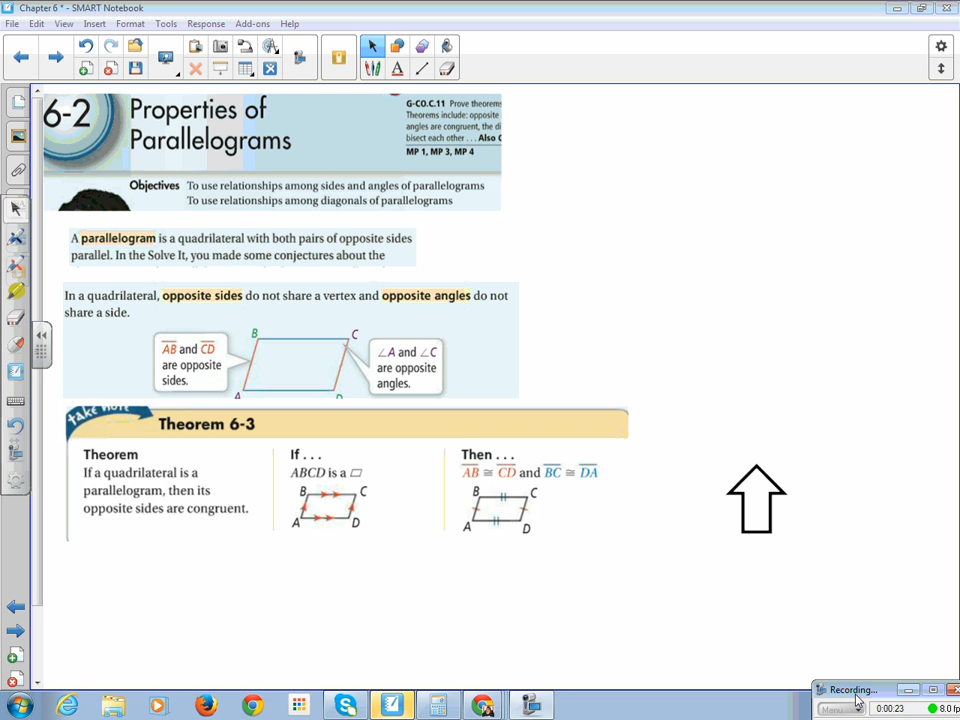 Chapter 6 * - SMART Notebook
File Edit View Insert Format Tools Response Add-ons Help
6-2 Properties of
Parallelograms
G-CO.C.11 Prove theorems
Theorems include: opposite
angles are congruent, the di
bisect each other . . . Also
MP 1, MP 3, MP 4
Objectives To use relationships among sides and angles of parallelograms
To use relationships among diagonals of parallelograms
A parallelogram is a quadrilateral with both pairs of opposite sides
parallel. In the Solve It, you made some conjectures about the
In a quadrilateral, opposite sides do not share a vertex and opposite angles do not
share a side.
B C
AB and CD
are opposite
sides.
∠A and ∠C
are opposite
angles.
A D
TAKE NOTE
Theorem 6-3
Theorem
If a quadrilateral is a
parallelogram, then its
opposite sides are congruent.
If . . .
ABCD is a ▱
B C
A D
Then . . .
AB ≅ CD and BC ≅ DA
B C
A D
Recording...
Menu
0:00:23 8.0 fp